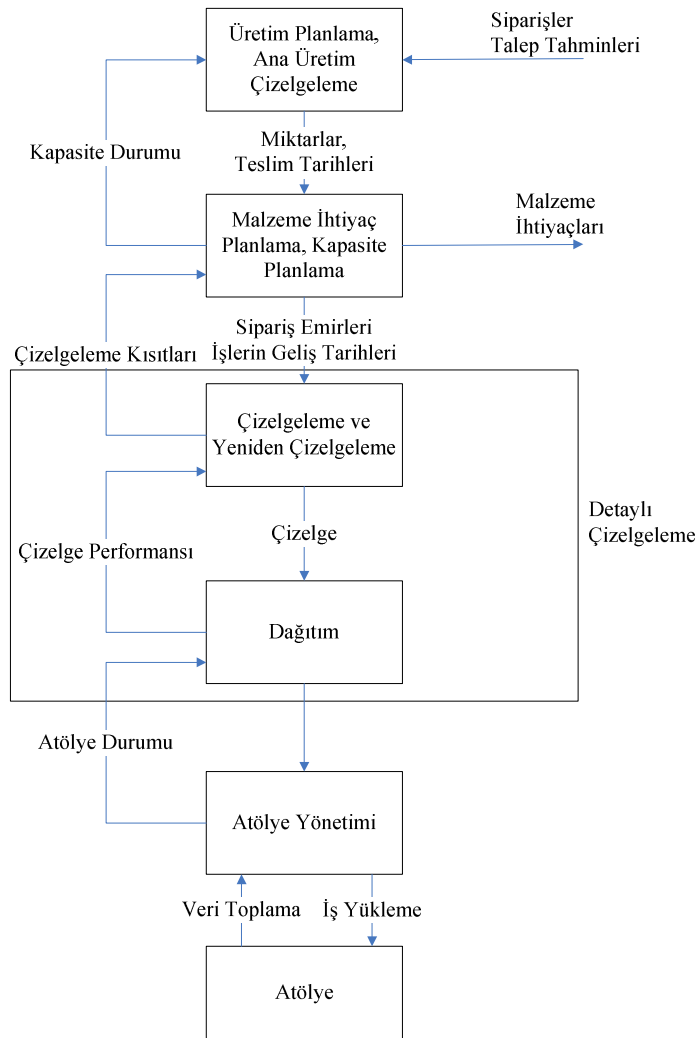 Üretim Planlama,
Ana Üretim
Çizelgeleme
Siparişler
Talep Tahminleri
Kapasite Durumu
Miktarlar,
Teslim Tarihleri
Malzeme İhtiyaç
Planlama, Kapasite
Planlama
Malzeme
İhtiyaçları
Sipariş Emirleri
İşlerin Geliş Tarihleri
Çizelgeleme Kısıtları
Çizelgeleme ve
Yeniden Çizelgeleme
Detaylı
Çizelgeleme
Çizelge
Çizelge Performansı
Dağıtım
Atölye Durumu
Atölye Yönetimi
Veri Toplama
İş Yükleme
Atölye